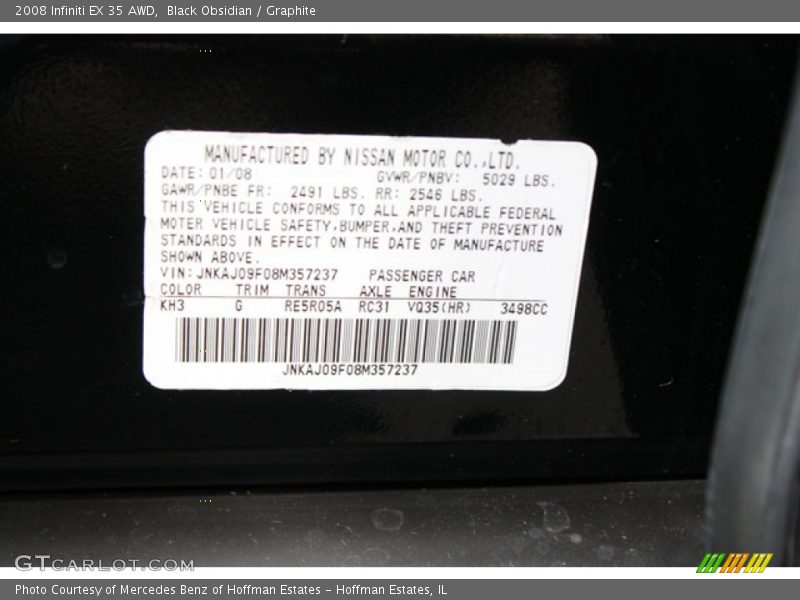 2008 Infiniti EX 35 AWD, Black Obsidian / Graphite
MANUFACTURED BY NISSAN MOTOR CO.,LTD.
DATE: 01/08 GVWR/PNBV: 5029 LBS.
GAWR/PNBE FR: 2491 LBS. RR: 2546 LBS.
THIS VEHICLE CONFORMS TO ALL APPLICABLE FEDERAL
MOTER VEHICLE SAFETY,BUMPER,AND THEFT PREVENTION
STANDARDS IN EFFECT ON THE DATE OF MANUFACTURE
SHOWN ABOVE.
VIN: JNKAJ09F08M357237 PASSENGER CAR
COLOR TRIM TRANS AXLE ENGINE
KH3 G RE5R05A RC31 VQ35(HR) 3498CC
JNKAJ09F08M357237
GTCARLOT.COM
Photo Courtesy of Mercedes Benz of Hoffman Estates - Hoffman Estates, IL